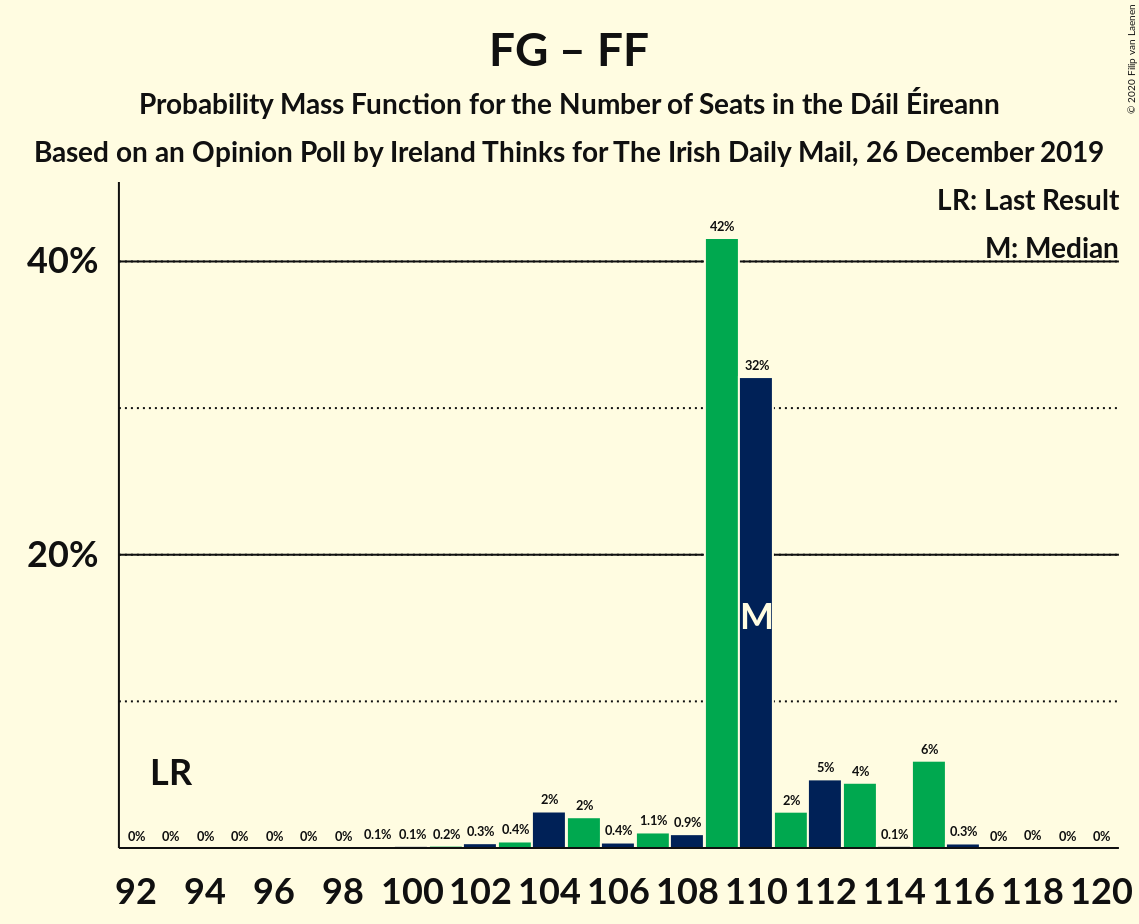 FG – FF
Probability Mass Function for the Number of Seats in the Dáil Éireann
Based on an Opinion Poll by Ireland Thinks for The Irish Daily Mail, 26 December 2019
© 2020 Filip van Laenen
LR: Last Result
M: Median
40%
20%
LR
M
0% 0% 0% 0% 0% 0% 0% 0.1% 0.1% 0.2% 0.3% 0.4% 2% 2% 0.4% 1.1% 0.9% 42% 32% 2% 5% 4% 0.1% 6% 0.3% 0% 0% 0% 0%
92 94 96 98 100 102 104 106 108 110 112 114 116 118 120